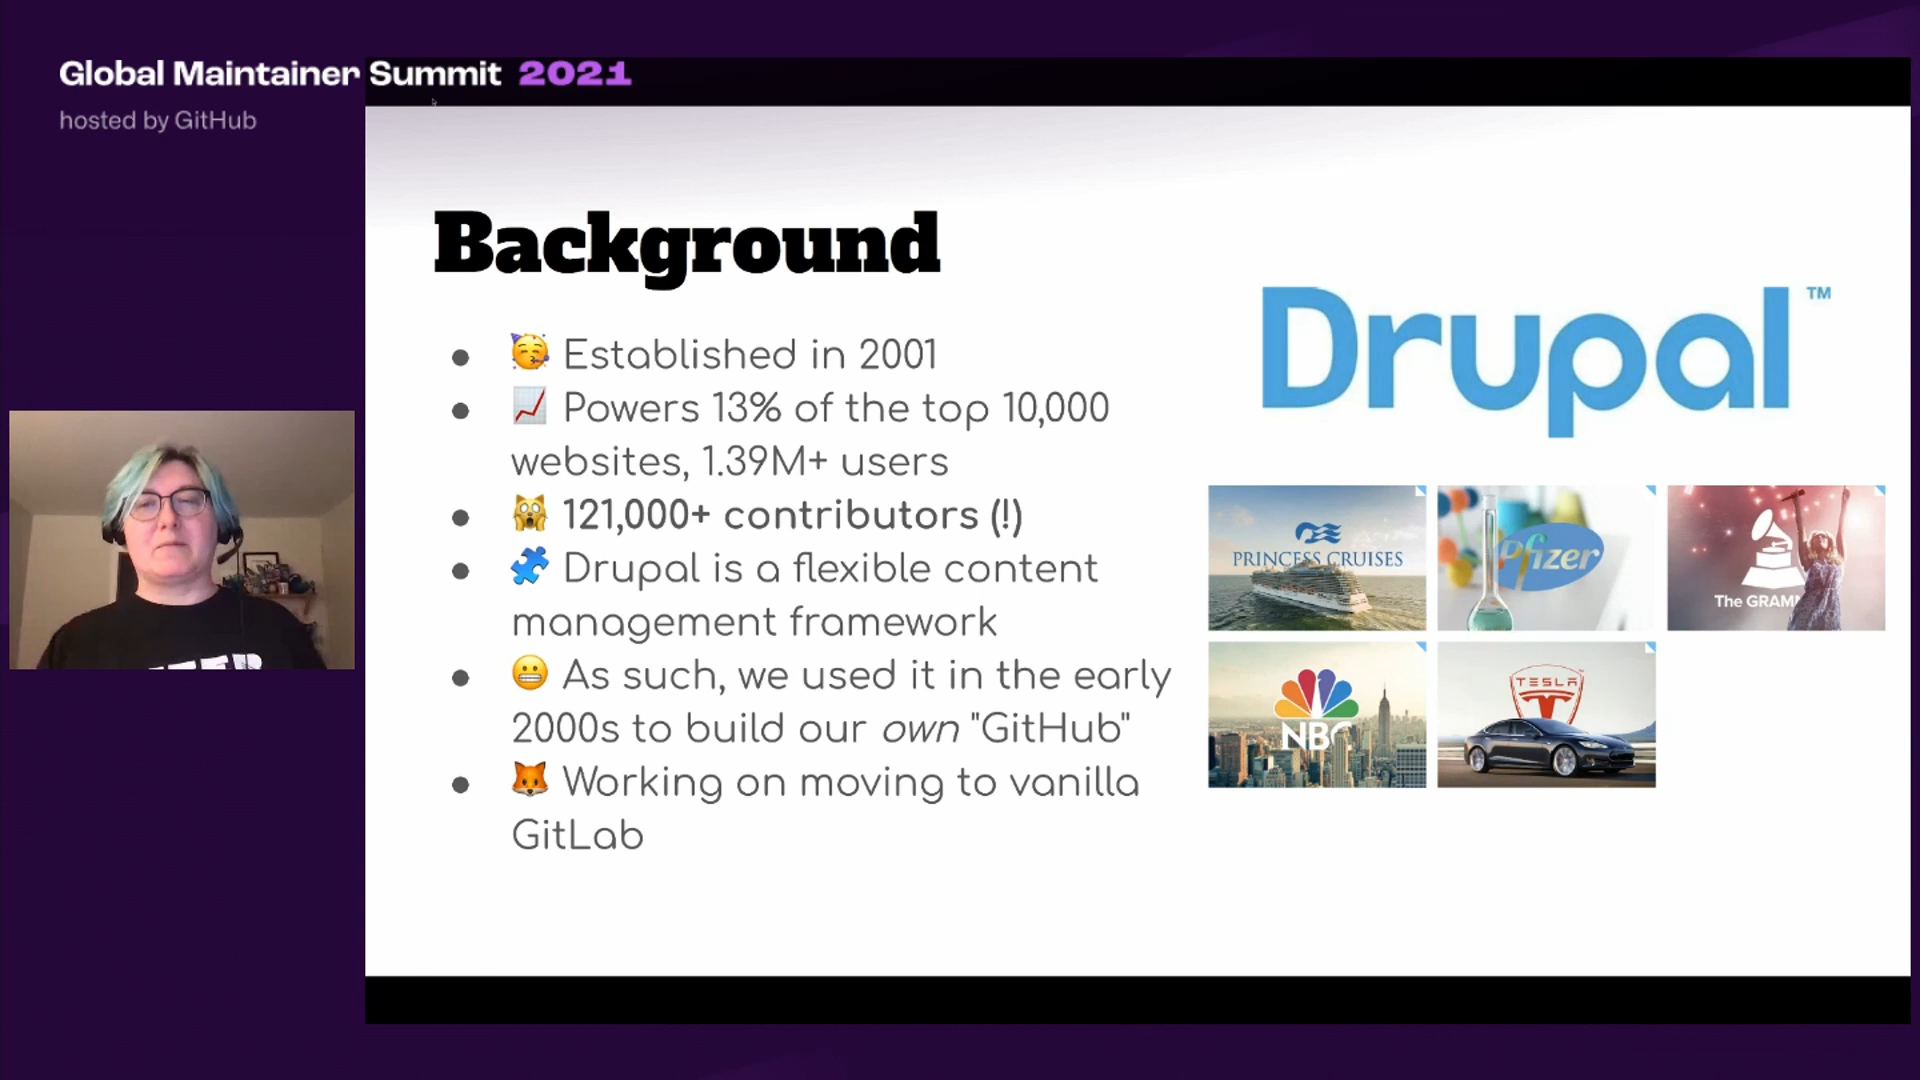 Global Maintainer Summit 2021
hosted by GitHub
Background
Established in 2001
Powers 13% of the top 10,000
websites, 1.39M+ users
121,000+ contributors (!)
Drupal is a flexible content
management framework
As such, we used it in the early
2000s to build our own "GitHub"
Working on moving to vanilla
GitLab
Drupal™
PRINCESS CRUISES
Pfizer
The GRAMM
NBC
TESLA